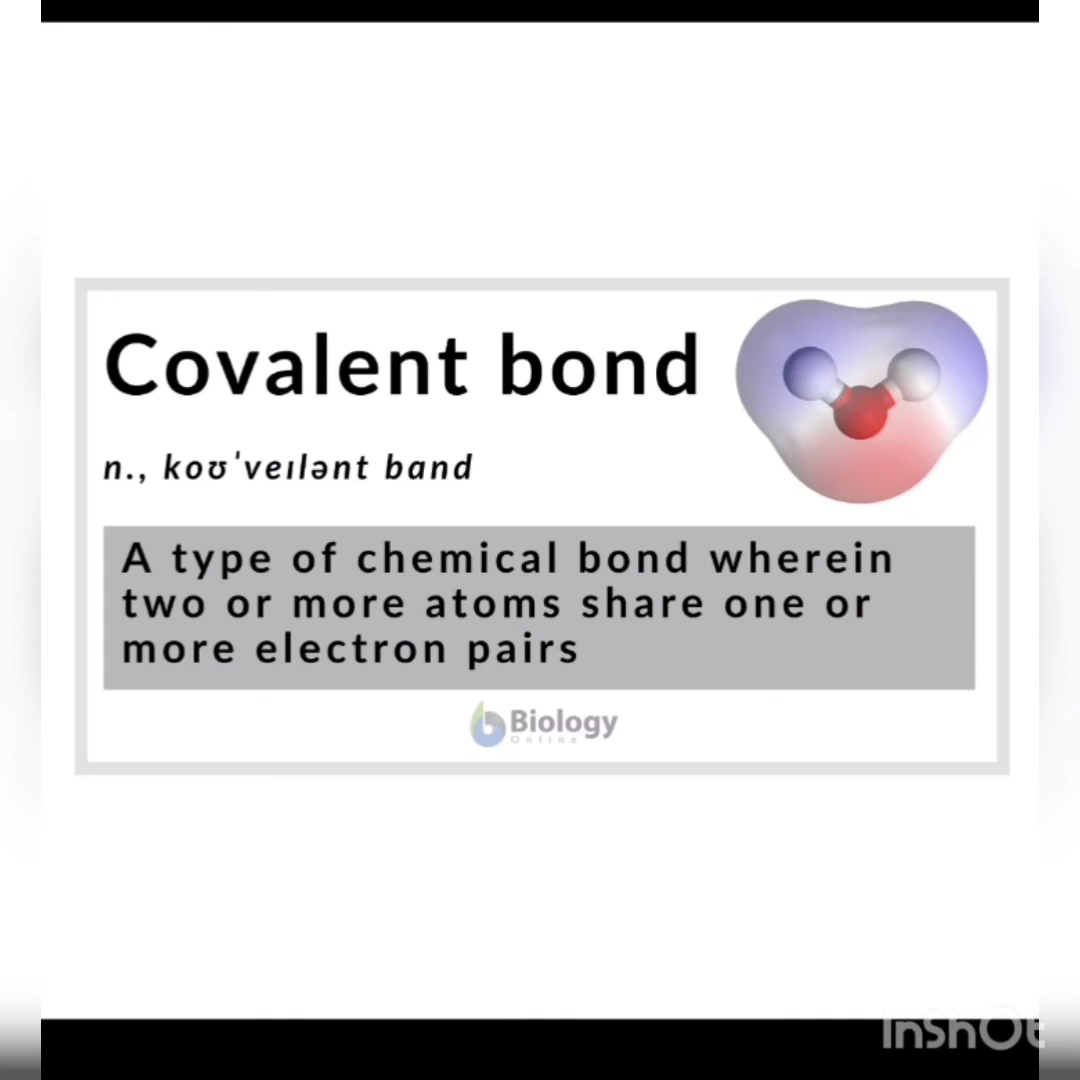 Covalent bond
n., koʊˈveɪlənt band
A type of chemical bond wherein
two or more atoms share one or
more electron pairs
Biology
Online
InShOt